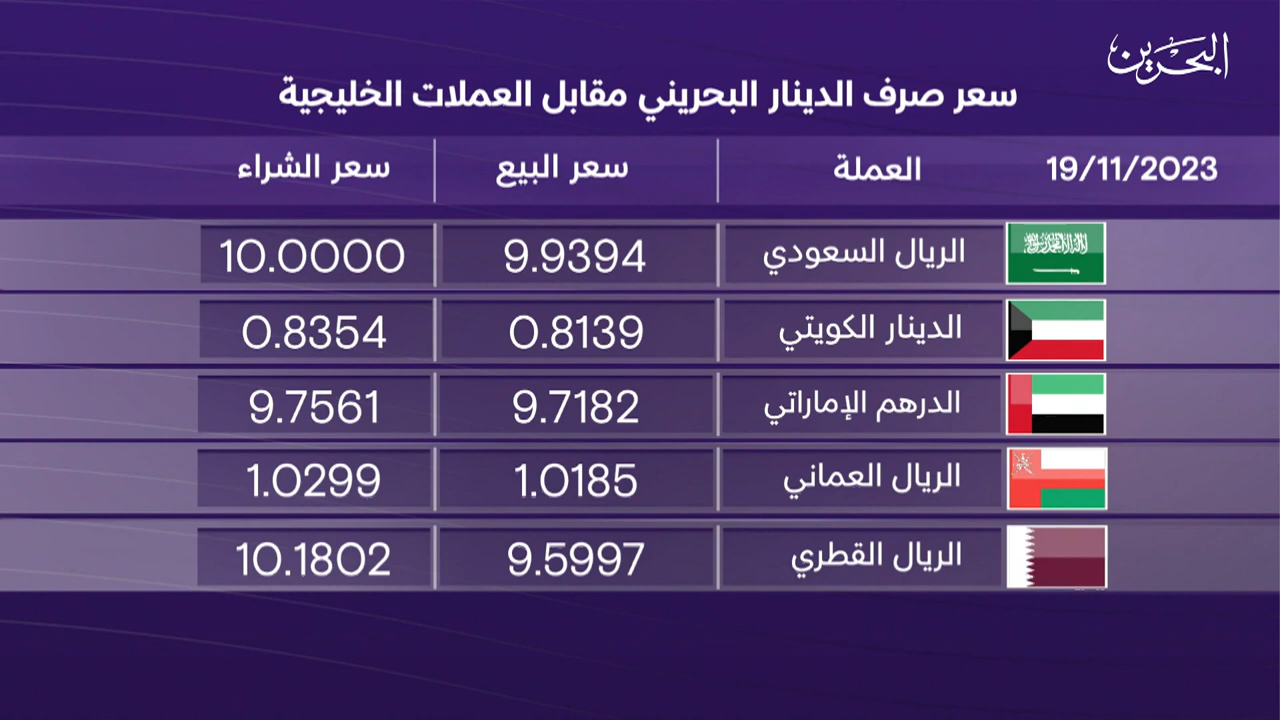 البحرين
سعر صرف الدينار البحريني مقابل العملات الخليجية
19/11/2023 العملة سعر البيع سعر الشراء
الريال السعودي 9.9394 10.0000
الدينار الكويتي 0.8139 0.8354
الدرهم الإماراتي 9.7182 9.7561
الريال العماني 1.0185 1.0299
الريال القطري 9.5997 10.1802